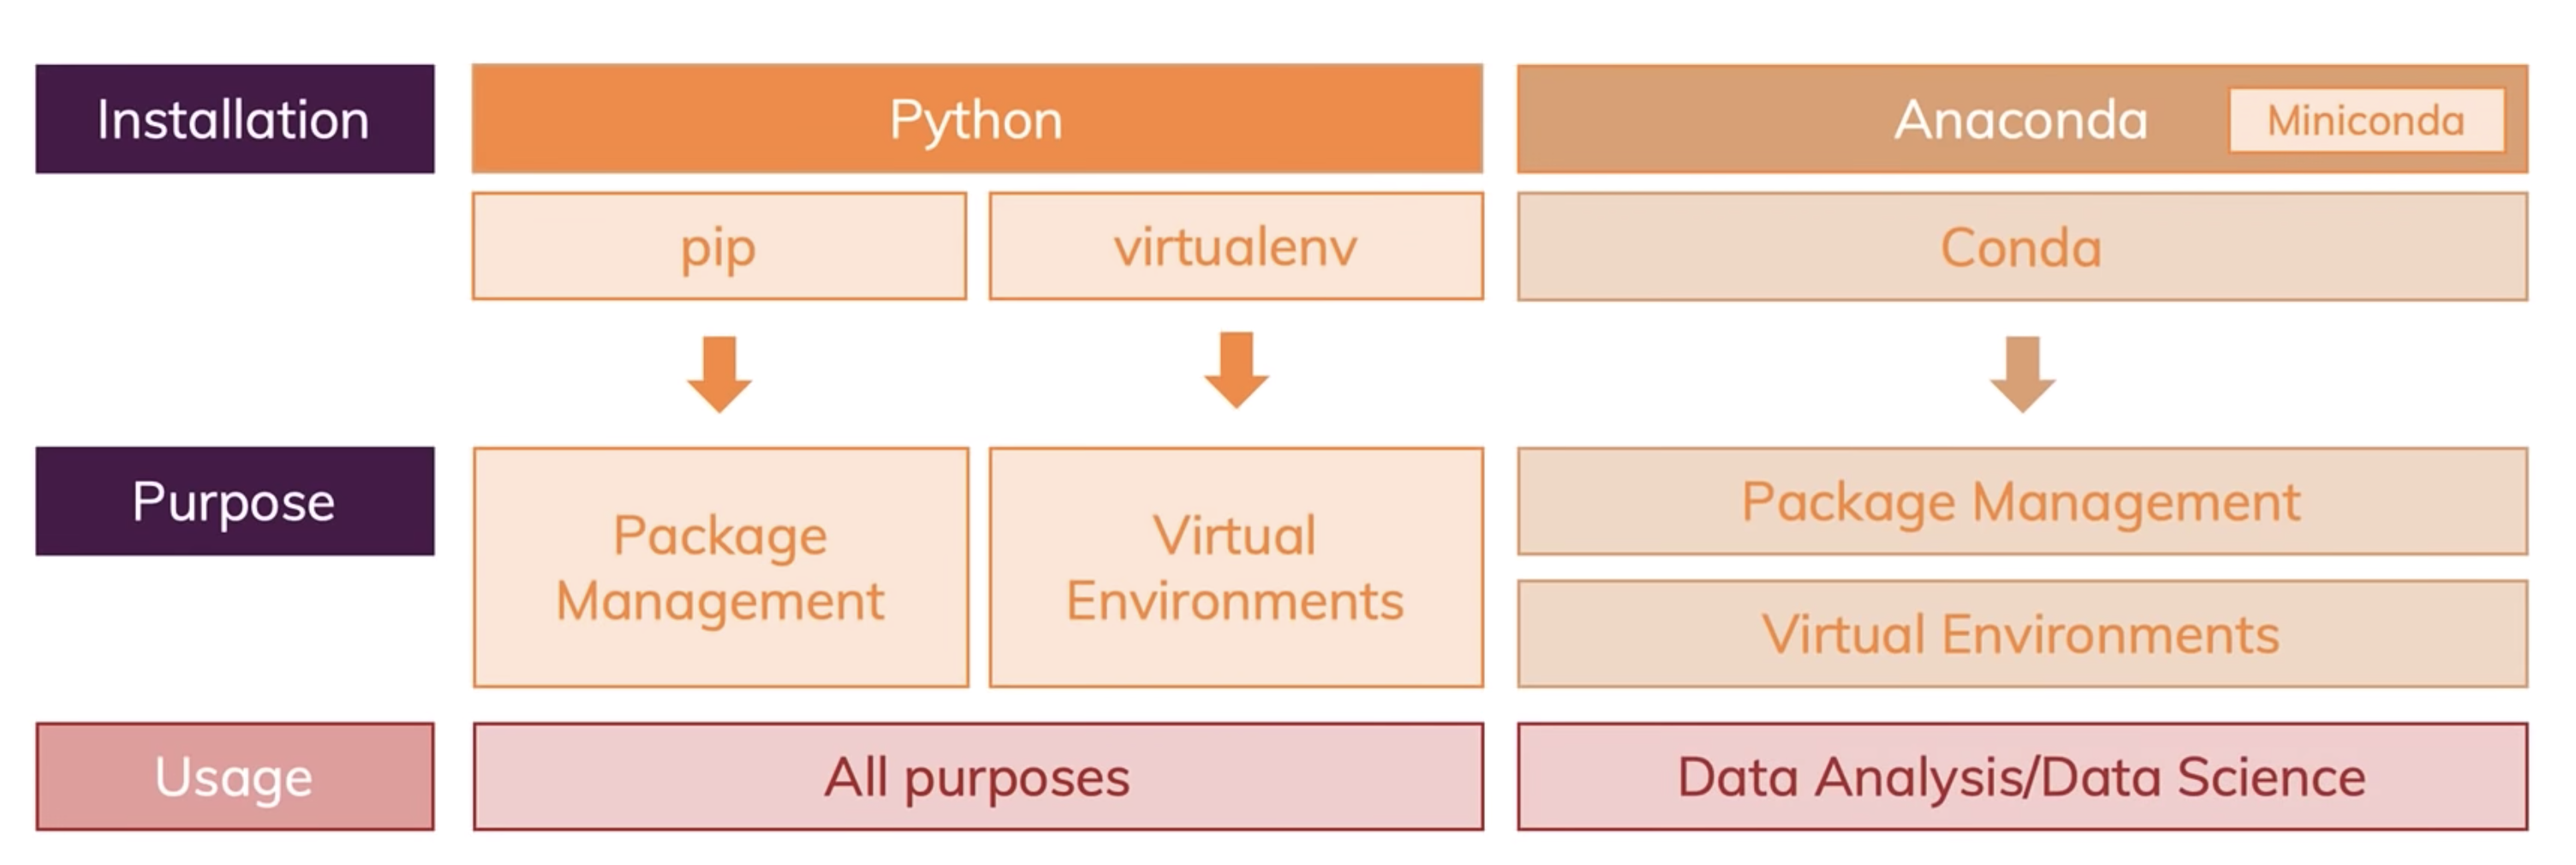 Installation
Python
Anaconda
Miniconda
pip
virtualenv
Conda
Purpose
Package
Management
Virtual
Environments
Package Management
Virtual Environments
Usage
All purposes
Data Analysis/Data Science